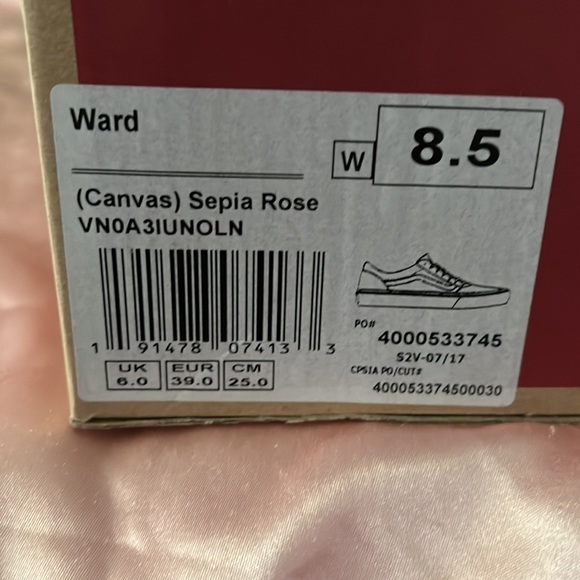 Ward
W
8.5
(Canvas) Sepia Rose
VN0A3IUNOLN
1 91478 07413 3
PO# 4000533745
S2V-07/17
CPSIA PO/CUT#
400053374500030
UK
6.0
EUR
39.0
CM
25.0